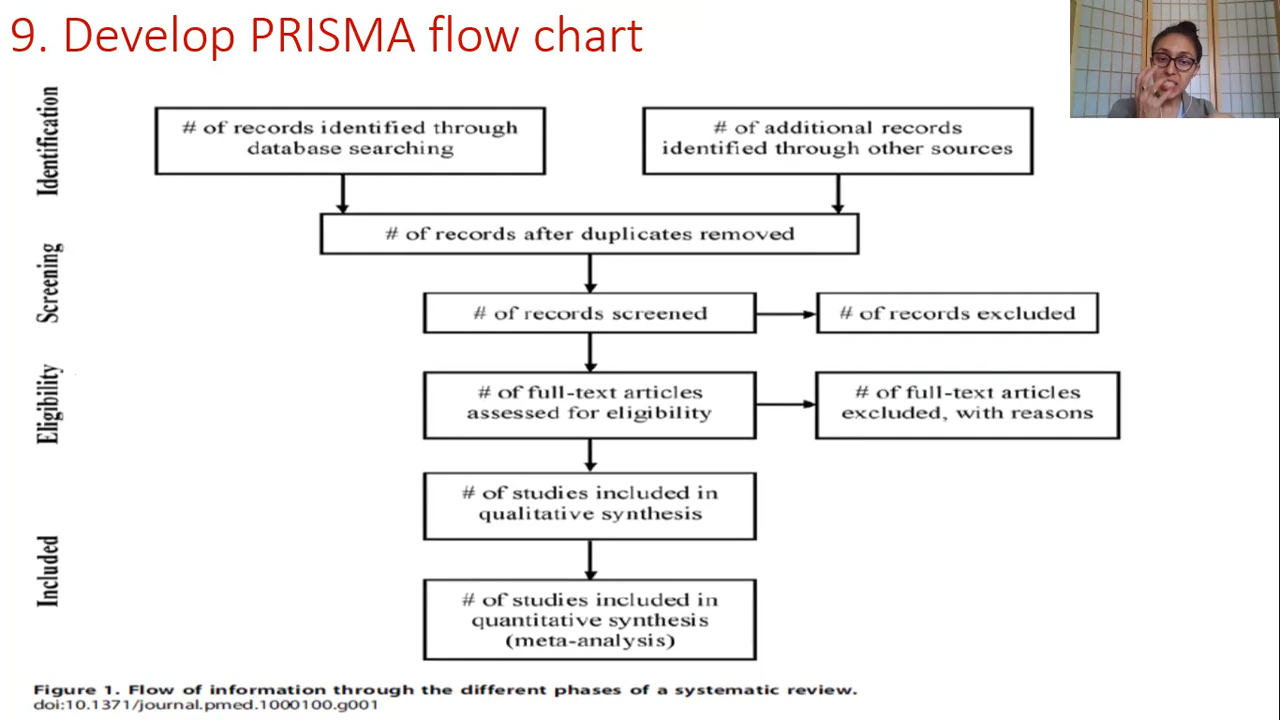 9. Develop PRISMA flow chart
Identification
# of records identified through
database searching
# of additional records
identified through other sources
# of records after duplicates removed
Screening
# of records screened
# of records excluded
Eligibility
# of full-text articles
assessed for eligibility
# of full-text articles
excluded, with reasons
# of studies included in
qualitative synthesis
Included
# of studies included in
quantitative synthesis
(meta-analysis)
Figure 1. Flow of information through the different phases of a systematic review.
doi:10.1371/journal.pmed.1000100.g001